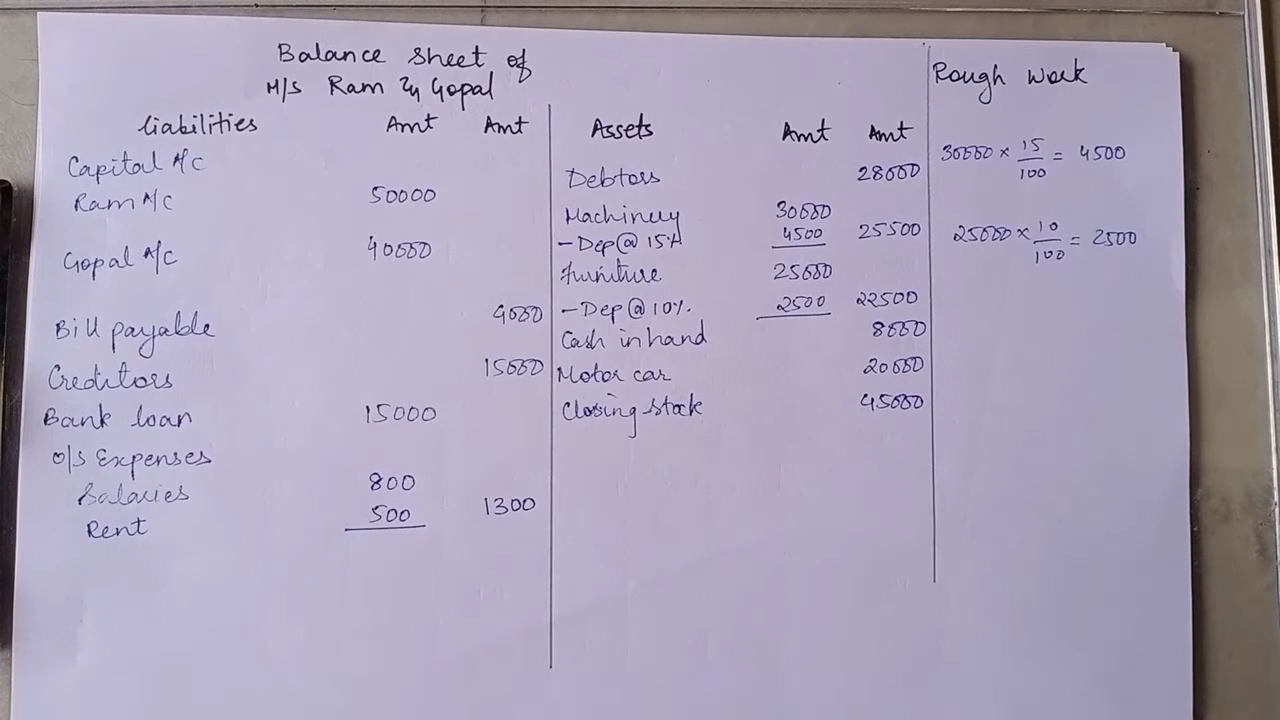 Balance Sheet of
M/S Ram & Gopal
Liabilities Amt Amt
Capital A/c
Ram A/c 50000
Gopal A/c 40000
Bill payable 4000
Creditors 15000
Bank loan 15000
O/S Expenses
Salaries 800
Rent 500 1300
Assets Amt Amt
Debtors 28000
Machinery 30000
- Dep @ 15% 4500 25500
Furniture 25000
- Dep @ 10%. 2500 22500
Cash in hand 8000
Motor car 20000
Closing Stock 45000
Rough Work
30000 × 15/100 = 4500
25000 × 10/100 = 2500